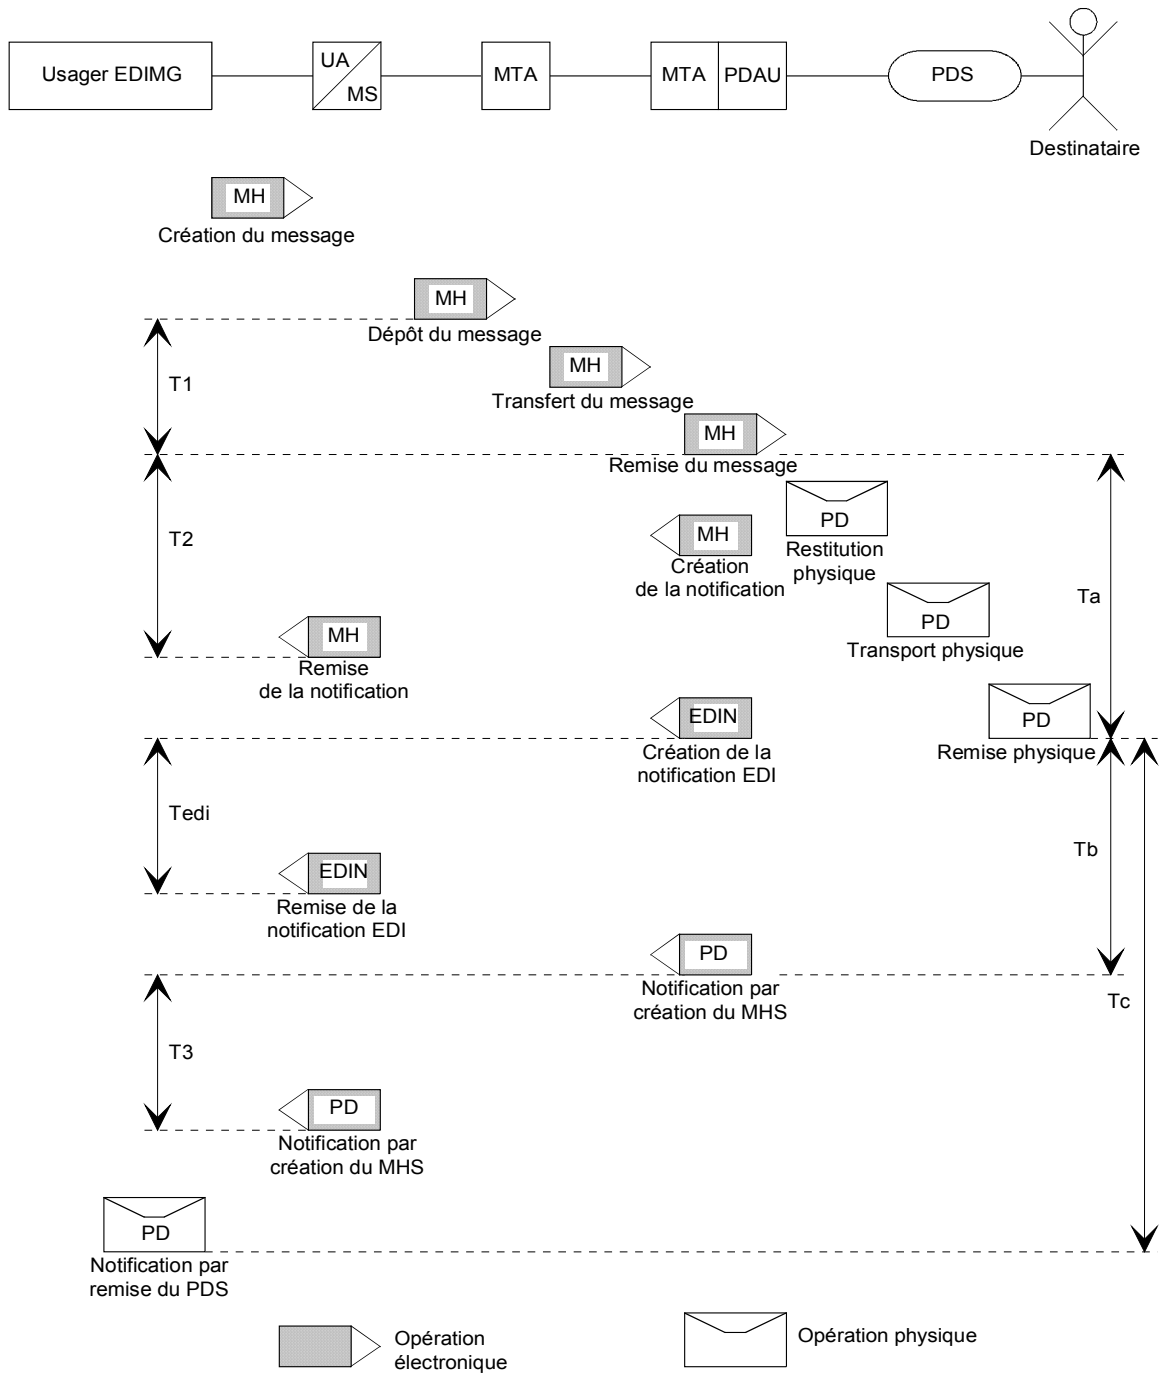 Usager EDIMG
UA
MS
MTA
MTA
PDAU
PDS
Destinataire
MH
Création du message
MH
Dépôt du message
MH
Transfert du message
T1
MH
Remise du message
PD
Restitution
physique
MH
Création
de la notification
T2
Ta
PD
Transport physique
MH
Remise
de la notification
EDIN
Création de la
notification EDI
PD
Remise physique
Tedi
Tb
EDIN
Remise de la
notification EDI
PD
Notification par
création du MHS
Tc
T3
PD
Notification par
création du MHS
PD
Notification par
remise du PDS
Opération
électronique
Opération physique